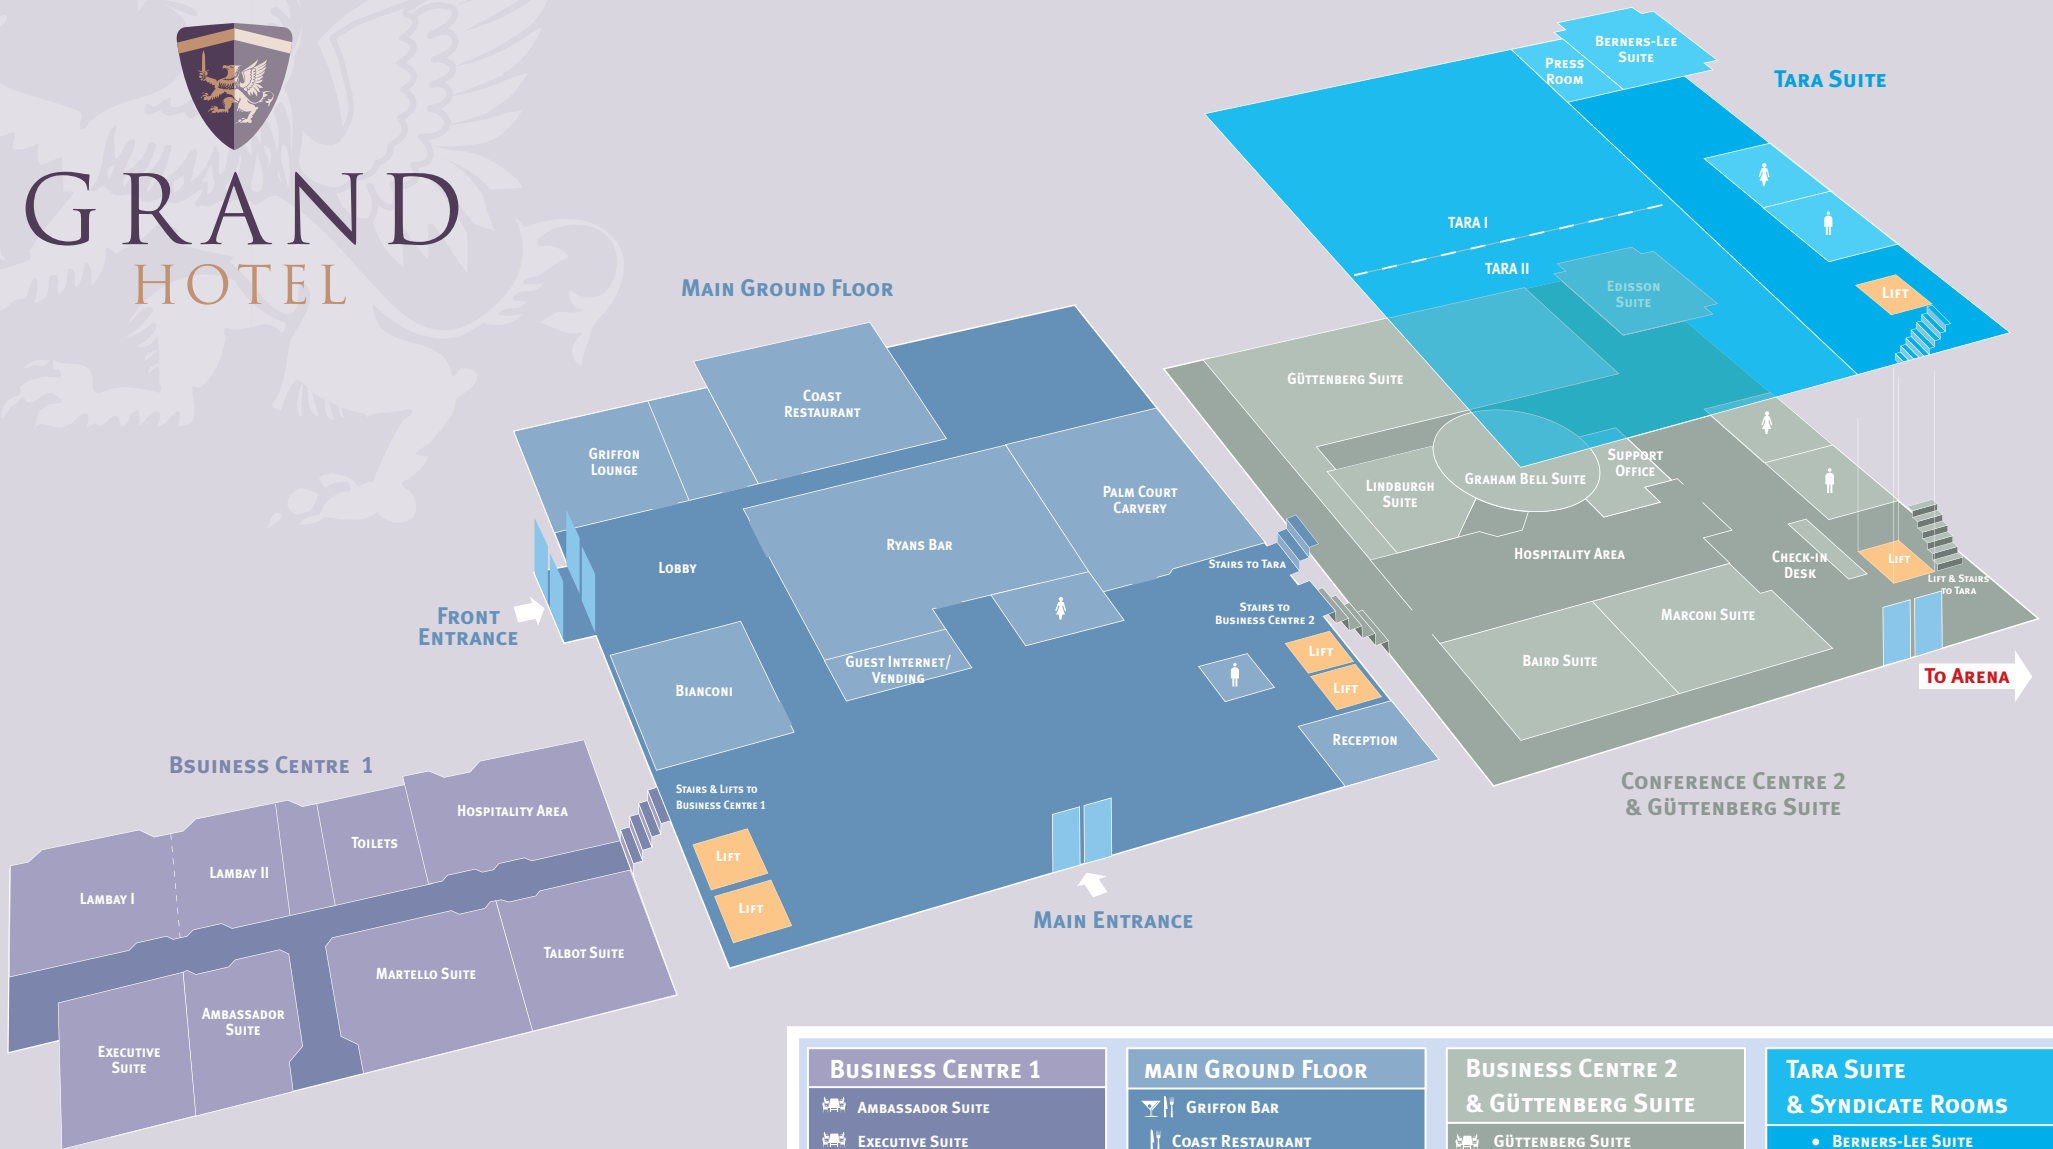 GRAND
HOTEL
Main Ground Floor
Coast
Restaurant
Griffon
Lounge
Palm Court
Carvery
Ryans Bar
Lobby
Front
Entrance
Guest Internet/
Vending
Bianconi
Stairs to Tara
Stairs to
Business Centre 2
Lift
Lift
Reception
Stairs & Lifts to
Business Centre 1
Lift
Lift
Main Entrance
Bsuiness Centre 1
Hospitality Area
Toilets
Lambay II
Lambay I
Talbot Suite
Martello Suite
Ambassador
Suite
Executive
Suite
Tara Suite
Berners-Lee
Suite
Press
Room
Tara I
Tara II
Edisson
Suite
Lift
Güttenberg Suite
Support
Office
Graham Bell Suite
Lindburgh
Suite
Hospitality Area
Check-in
Desk
Lift
Lift & Stairs
to Tara
Marconi Suite
Baird Suite
To Arena
Conference Centre 2
& Güttenberg Suite
Business Centre 1
Ambassador Suite
Executive Suite
main Ground Floor
Griffon Bar
Coast Restaurant
Business Centre 2
& Güttenberg Suite
Güttenberg Suite
Tara Suite
& Syndicate Rooms
• Berners-Lee Suite